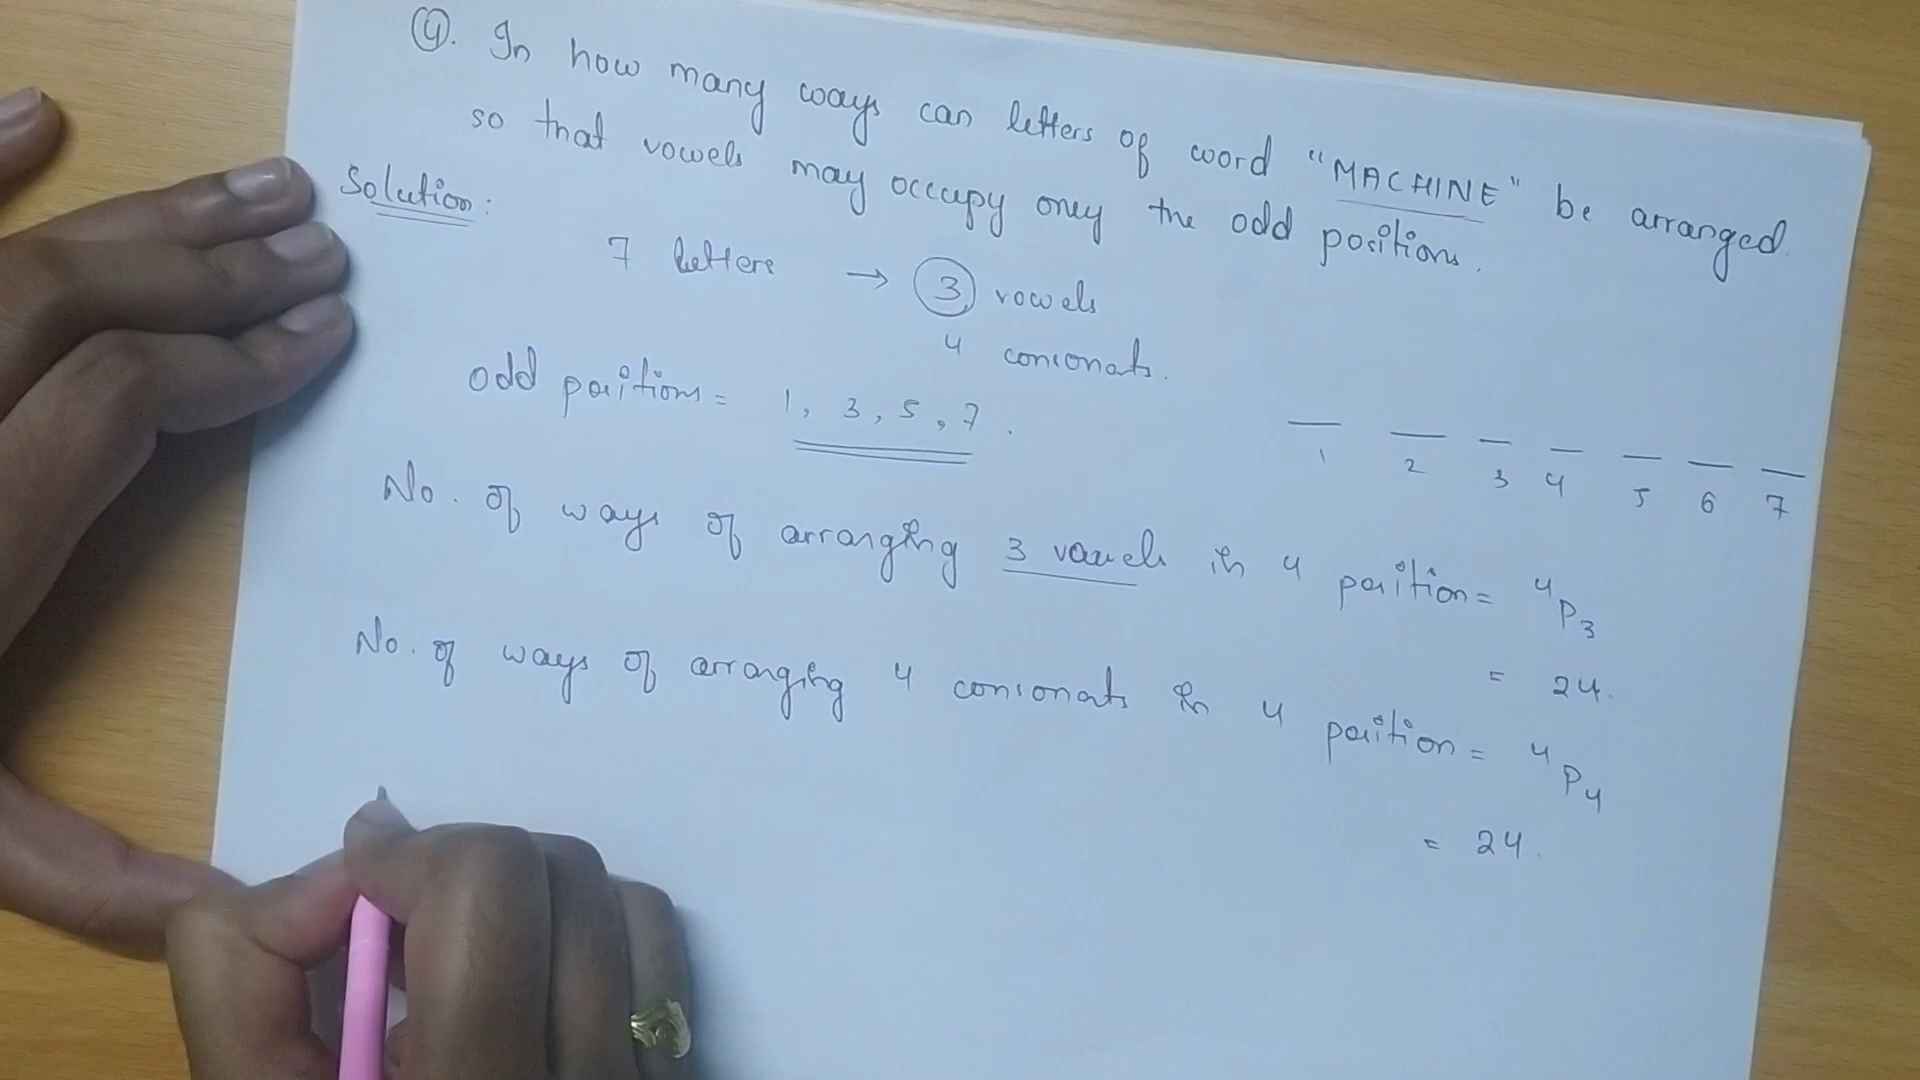 ④. In how many ways can letters of word "MACHINE" be arranged
so that vowels may occupy only the odd positions.
Solution:
7 letters → ③ vowels
4 consonats.
odd positions = 1, 3, 5, 7.
1 2 3 4 5 6 7
No. of ways of arranging 3 vowels in 4 position = ⁴P₃
= 24.
No. of ways of arranging 4 consonats in 4 position = ⁴P₄
= 24.